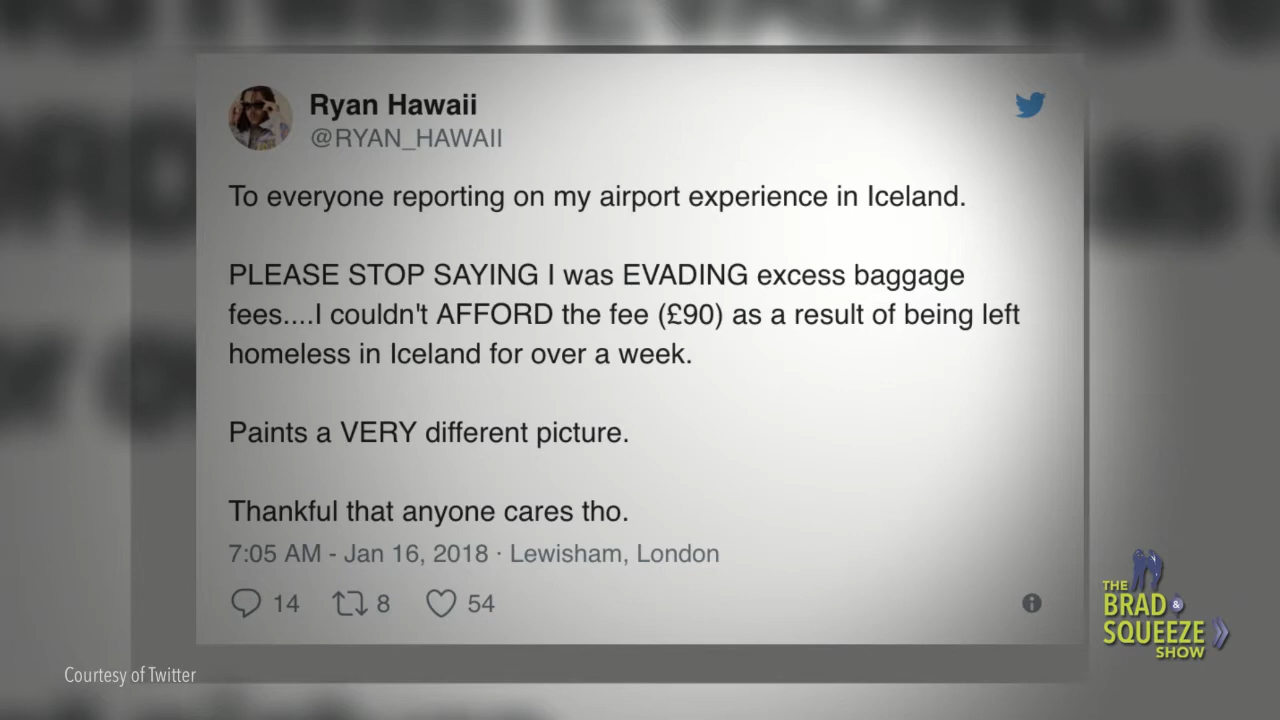 Ryan Hawaii
@RYAN_HAWAII
To everyone reporting on my airport experience in Iceland.
PLEASE STOP SAYING I was EVADING excess baggage
fees....I couldn't AFFORD the fee (£90) as a result of being left
homeless in Iceland for over a week.
Paints a VERY different picture.
Thankful that anyone cares tho.
7:05 AM - Jan 16, 2018 · Lewisham, London
14 8 54
THE
BRAD &
SQUEEZE
SHOW
Courtesy of Twitter